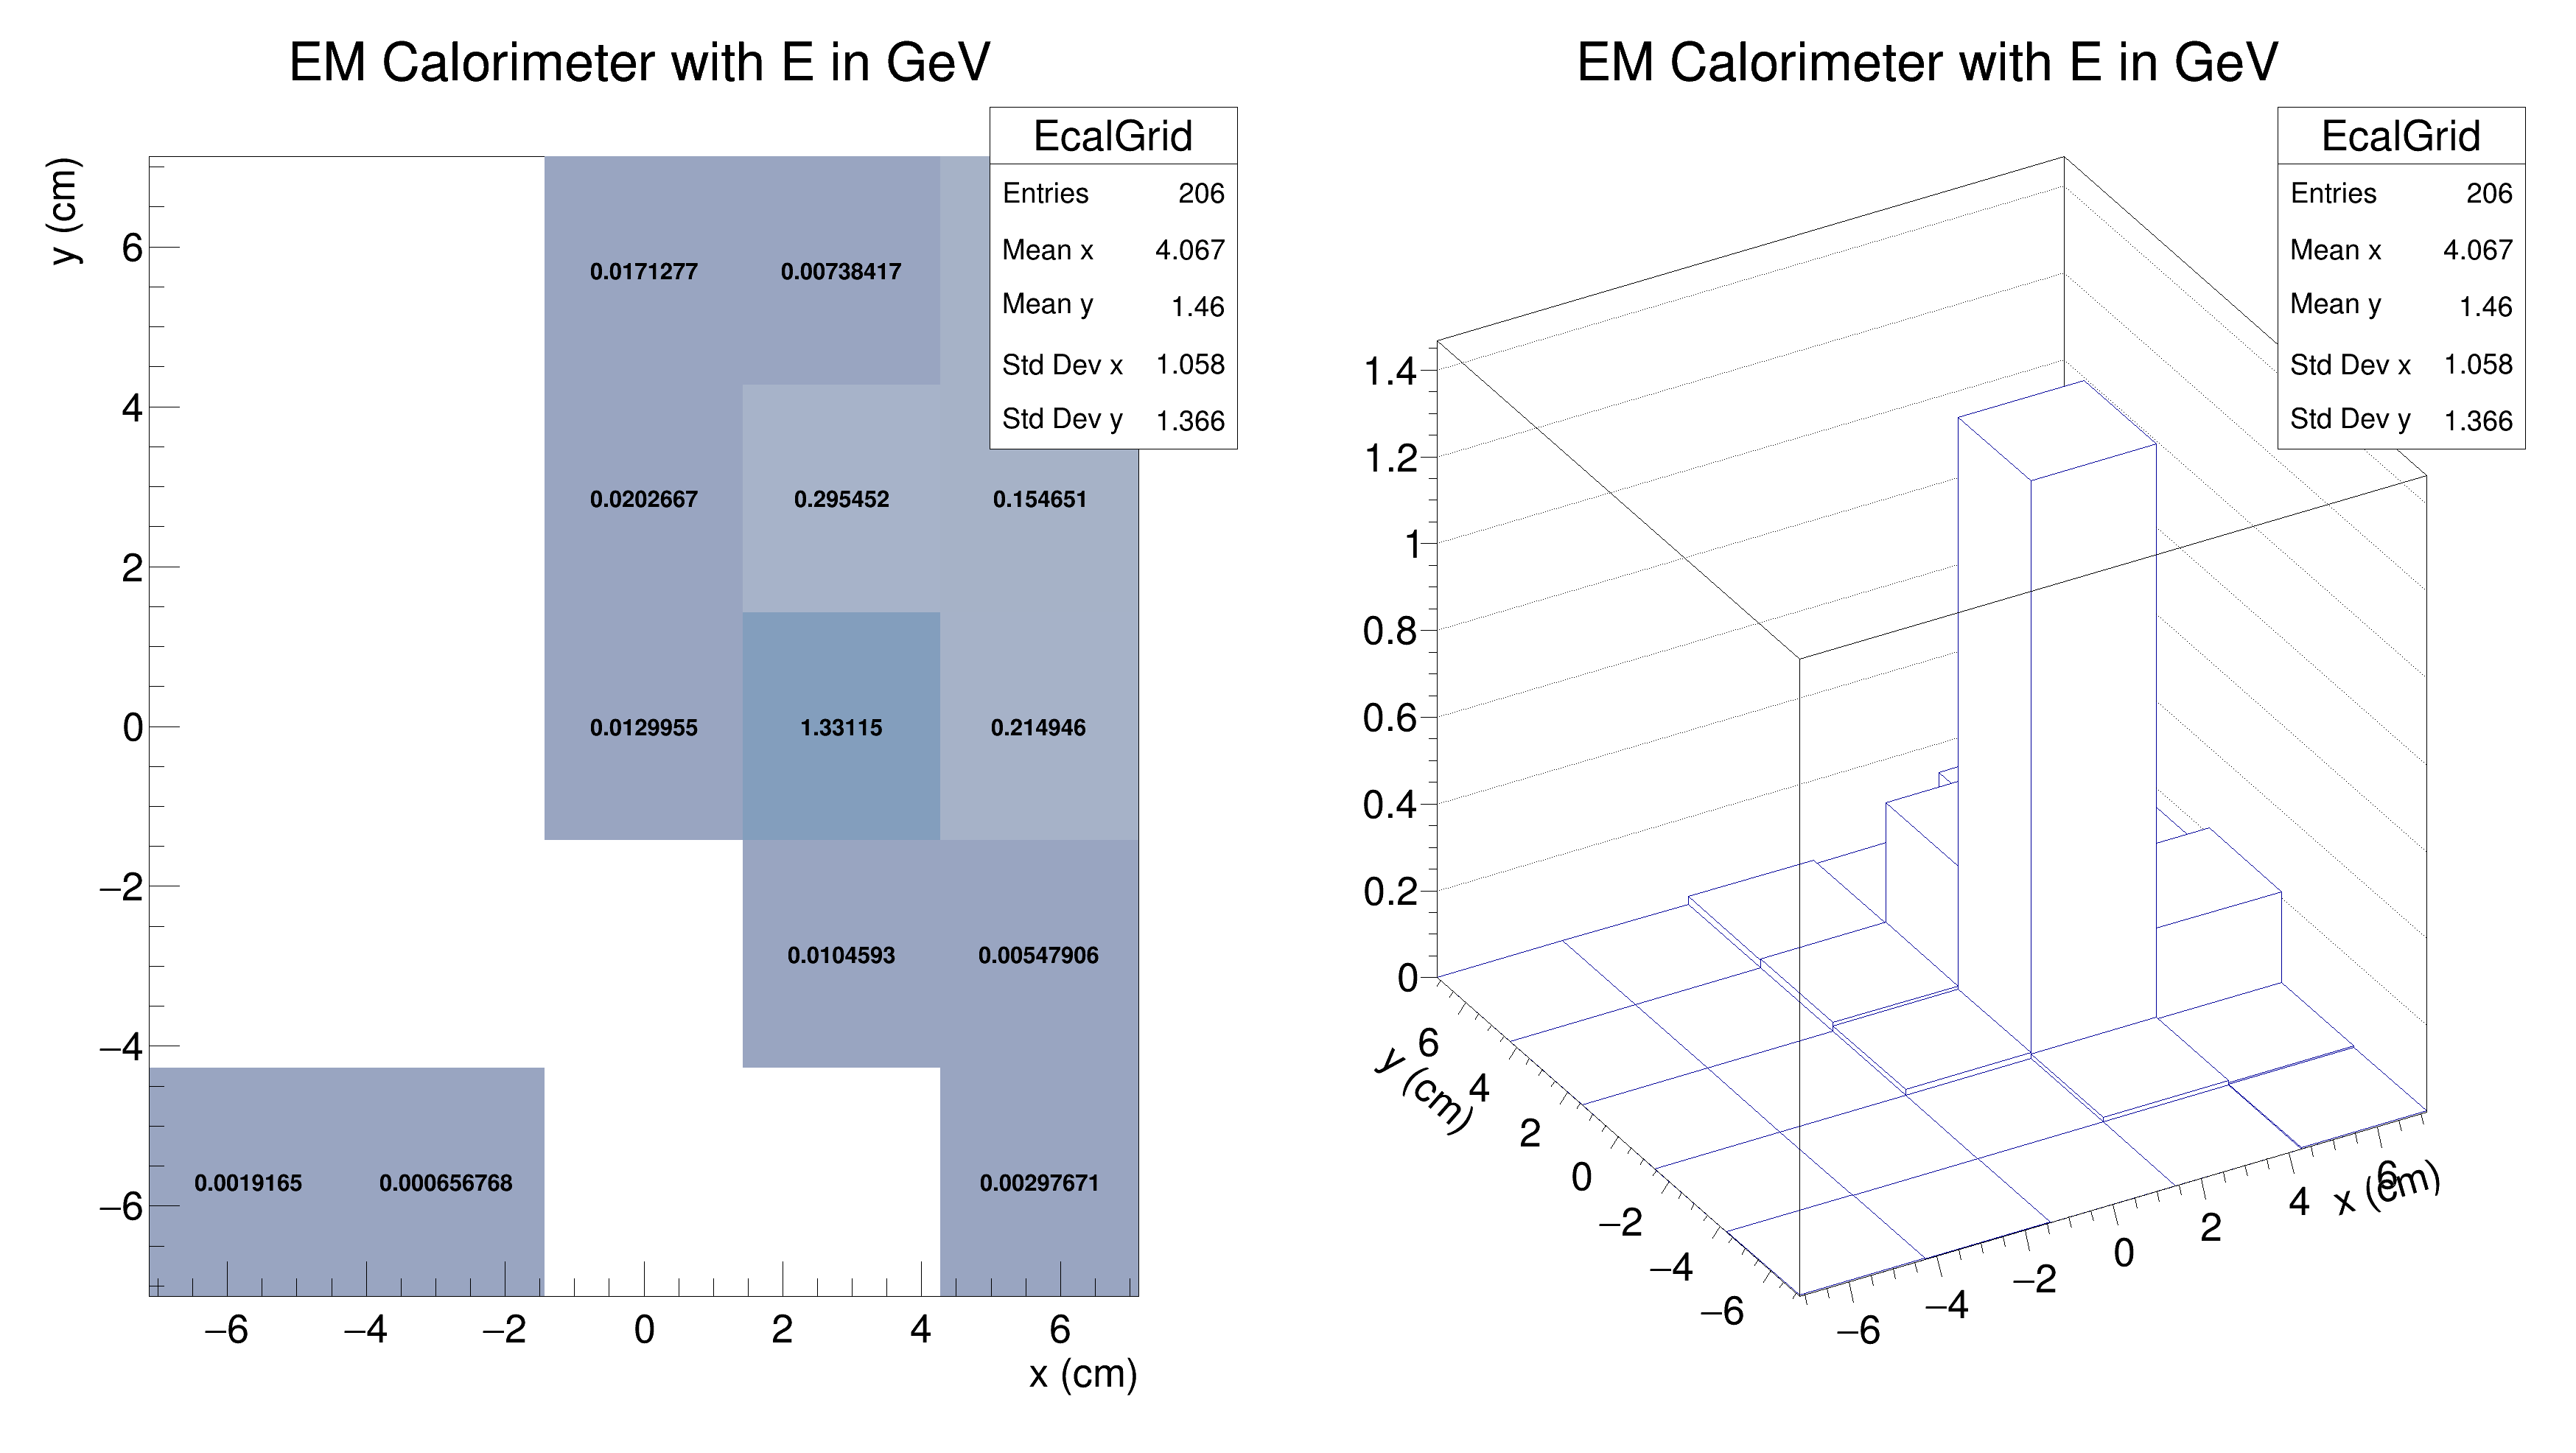 EM Calorimeter with E in GeV
EcalGrid
Entries 206
Mean x 4.067
Mean y 1.46
Std Dev x 1.058
Std Dev y 1.366
y (cm)
6
4
2
0
−2
−4
−6
0.0171277 0.00738417
0.0202667 0.295452 0.154651
0.0129955 1.33115 0.214946
0.0104593 0.00547906
0.0019165 0.000656768 0.00297671
−6 −4 −2 0 2 4 6
x (cm)
EM Calorimeter with E in GeV
EcalGrid
Entries 206
Mean x 4.067
Mean y 1.46
Std Dev x 1.058
Std Dev y 1.366
1.4
1.2
1
0.8
0.6
0.4
0.2
0
y (cm)
6
4
2
0
−2
−4
−6
−6 −4 −2 0 2 4 6
x (cm)